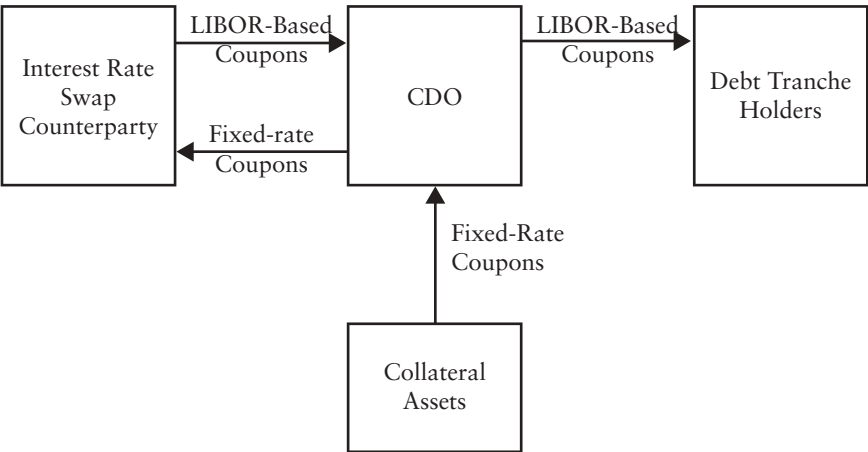 LIBOR-Based
Coupons
LIBOR-Based
Coupons
Interest Rate
Swap
Counterparty
CDO
Debt Tranche
Holders
Fixed-rate
Coupons
Fixed-Rate
Coupons
Collateral
Assets